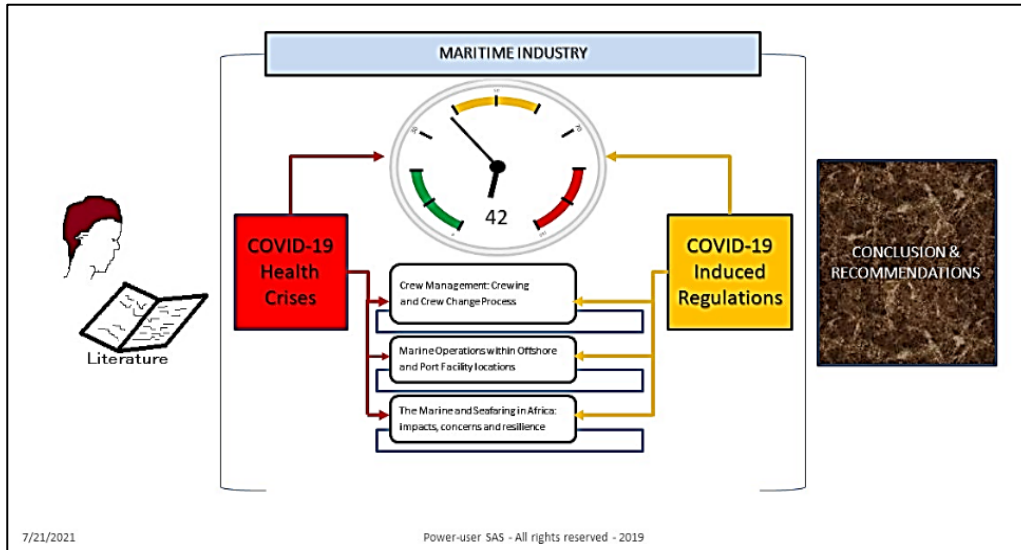 MARITIME INDUSTRY
42
COVID-19
Health
Crises
COVID-19
Induced
Regulations
Crew Management: Crewing
and Crew Change Process
Marine Operations within Offshore
and Port Facility locations
The Marine and Seafaring in Africa:
impacts, concerns and resilience
Literature
CONCLUSION &
RECOMMENDATIONS
7/21/2021
Power-user SAS - All rights reserved - 2019